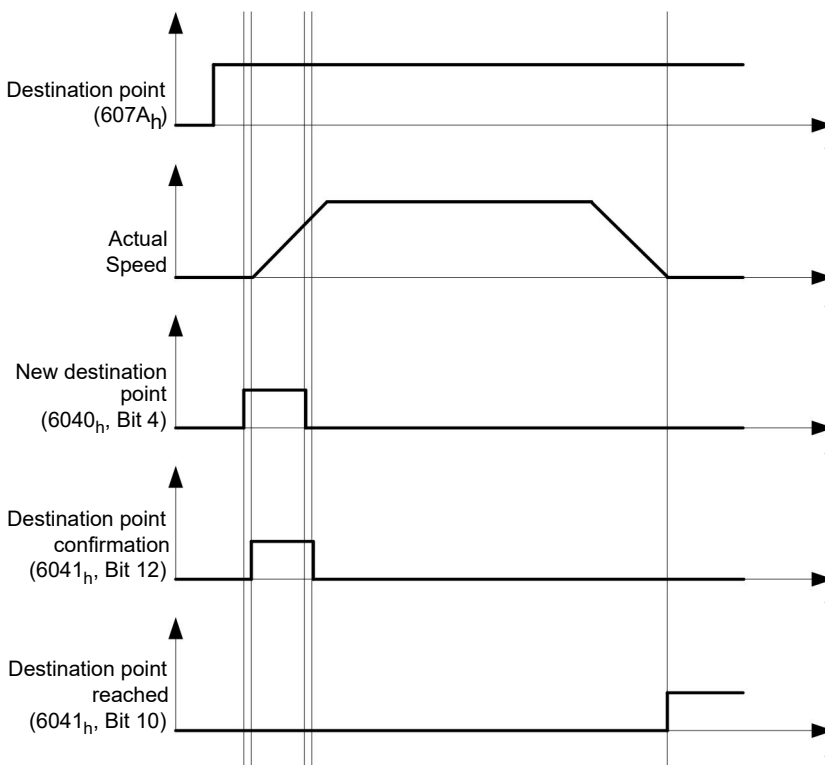 Destination point
(607Ah)
Actual
Speed
New destination
point
(6040h, Bit 4)
Destination point
confirmation
(6041h, Bit 12)
Destination point
reached
(6041h, Bit 10)